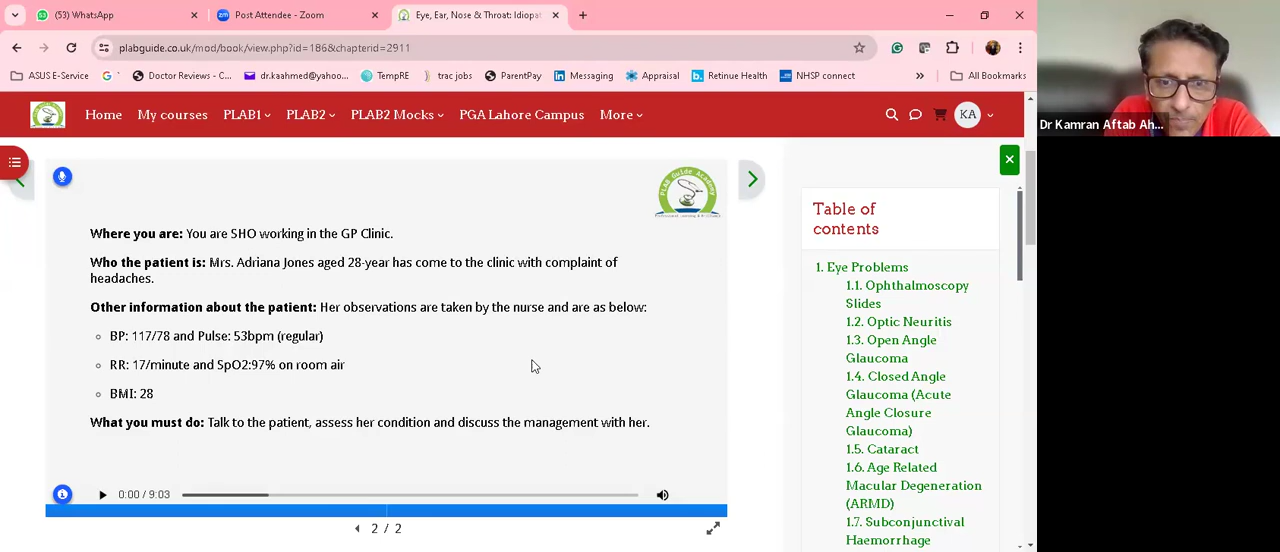 (53) WhatsApp
Post Attendee - Zoom
Eye, Ear, Nose & Throat: Idiopat
plabguide.co.uk/mod/book/view.php?id=186&chapterid=2911
ASUS E-Service
Doctor Reviews - C...
dr.kaahmed@yahoo...
TempRE
trac jobs
ParentPay
Messaging
Appraisal
Retinue Health
NHSP connect
All Bookmarks
Home
My courses
PLAB1
PLAB2
PLAB2 Mocks
PGA Lahore Campus
More
KA
Dr Kamran Aftab Ah...
PLAB Guide Academy
Where you are: You are SHO working in the GP Clinic.
Who the patient is: Mrs. Adriana Jones aged 28-year has come to the clinic with complaint of
headaches.
Other information about the patient: Her observations are taken by the nurse and are as below:
BP: 117/78 and Pulse: 53bpm (regular)
RR: 17/minute and SpO2:97% on room air
BMI: 28
What you must do: Talk to the patient, assess her condition and discuss the management with her.
0:00 / 9:03
2 / 2
Table of
contents
1. Eye Problems
1.1. Ophthalmoscopy
Slides
1.2. Optic Neuritis
1.3. Open Angle
Glaucoma
1.4. Closed Angle
Glaucoma (Acute
Angle Closure
Glaucoma)
1.5. Cataract
1.6. Age Related
Macular Degeneration
(ARMD)
1.7. Subconjunctival
Haemorrhage